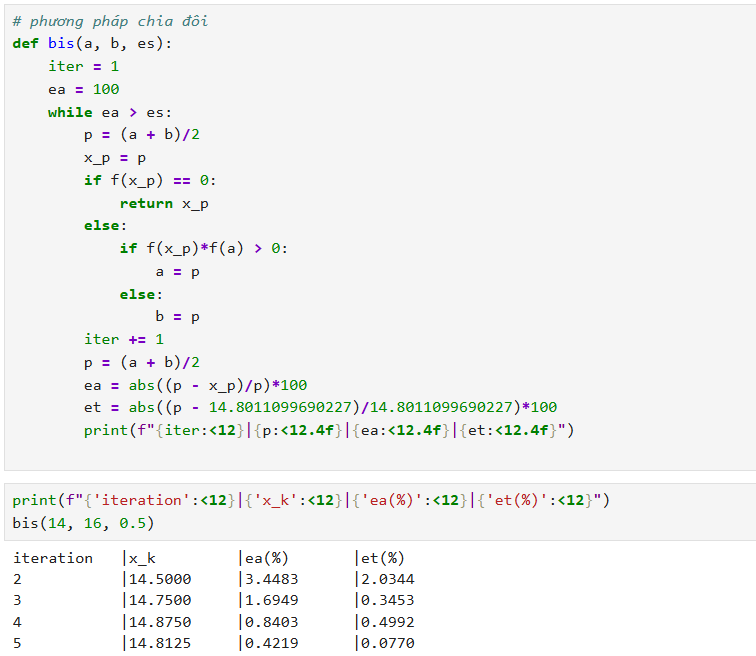 # phương pháp chia đôi
def bis(a, b, es):
    iter = 1
    ea = 100
    while ea > es:
        p = (a + b)/2
        x_p = p
        if f(x_p) == 0:
            return x_p
        else:
            if f(x_p)*f(a) > 0:
                a = p
            else:
                b = p
        iter += 1
        p = (a + b)/2
        ea = abs((p - x_p)/p)*100
        et = abs((p - 14.8011099690227)/14.8011099690227)*100
        print(f"{iter:<12}|{p:<12.4f}|{ea:<12.4f}|{et:<12.4f}")
print(f"{'iteration':<12}|{'x_k':<12}|{'ea(%)':<12}|{'et(%)':<12}")
bis(14, 16, 0.5)
iteration   |x_k         |ea(%)       |et(%)
2           |14.5000     |3.4483      |2.0344
3           |14.7500     |1.6949      |0.3453
4           |14.8750     |0.8403      |0.4992
5           |14.8125     |0.4219      |0.0770